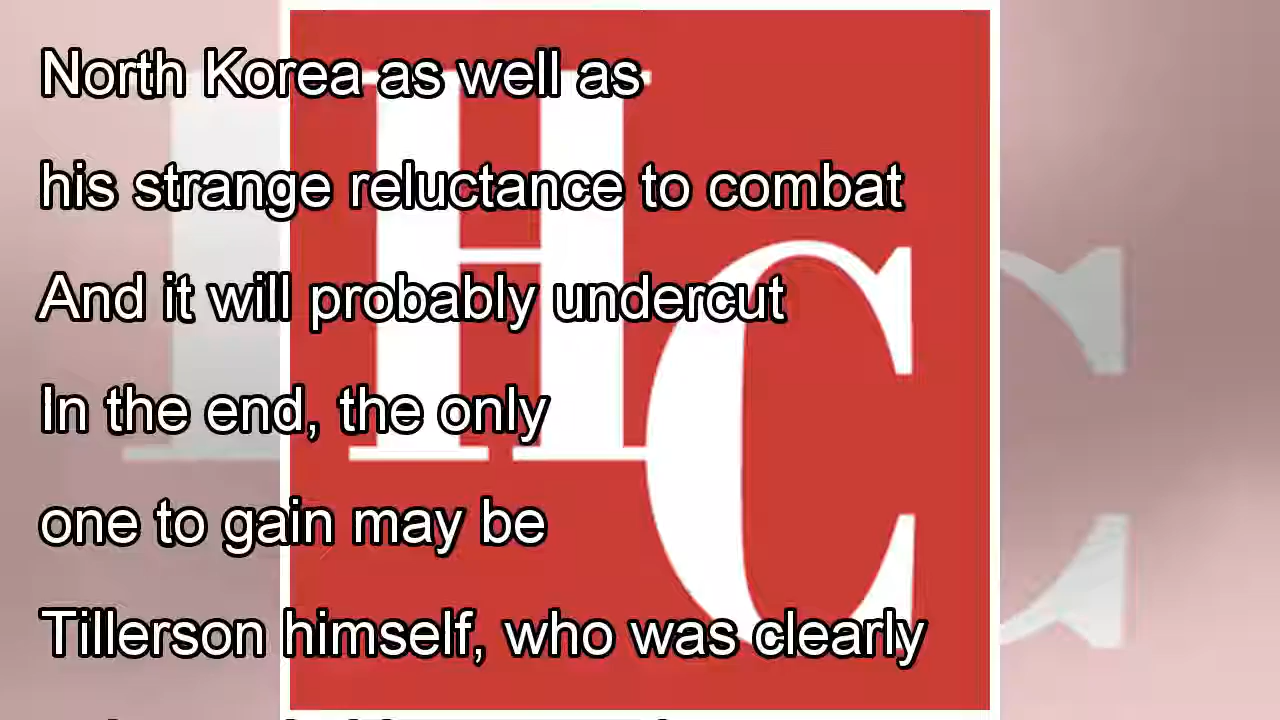 North Korea as well as
his strange reluctance to combat
And it will probably undercut
In the end, the only
one to gain may be
Tillerson himself, who was clearly
HC